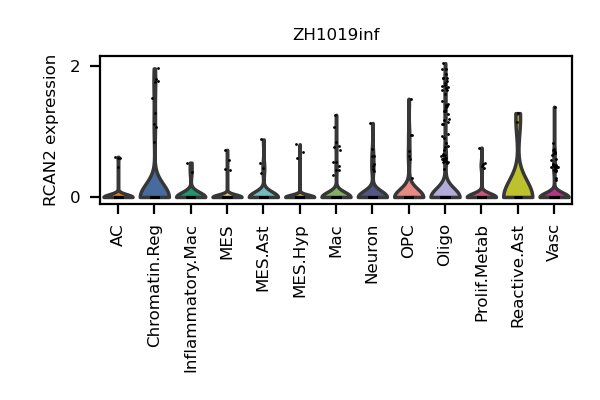 ZH1019inf
RCAN2 expression
2
0
AC
Chromatin.Reg
Inflammatory.Mac
MES
MES.Ast
MES.Hyp
Mac
Neuron
OPC
Oligo
Prolif.Metab
Reactive.Ast
Vasc